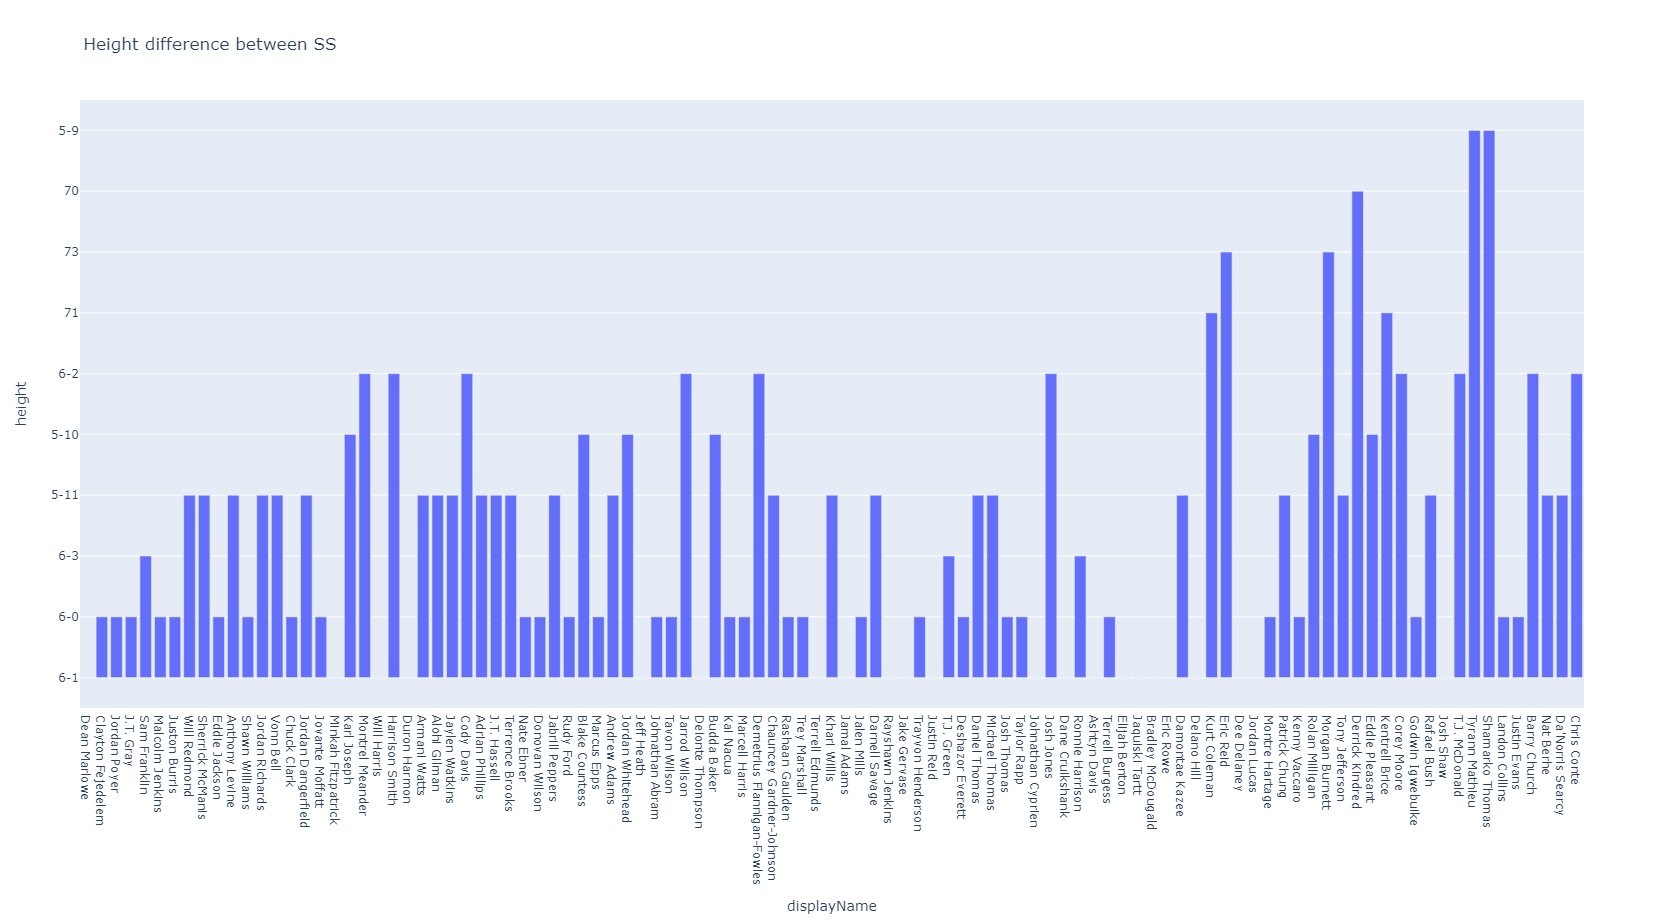 Height difference between SS
5-9
70
73
71
6-2
5-10
5-11
6-3
6-0
6-1
height
Dean Marlowe
Clayton Fejedelem
Jordan Poyer
J.T. Gray
Sam Franklin
Malcolm Jenkins
Juston Burris
Will Redmond
Sherrick McManis
Eddie Jackson
Anthony Levine
Shawn Williams
Jordan Richards
Vonn Bell
Chuck Clark
Jordan Dangerfield
Jovante Moffatt
Minkah Fitzpatrick
Karl Joseph
Montrel Meander
Will Harris
Harrison Smith
Duron Harmon
Armani Watts
Alohi Gilman
Jaylen Watkins
Cody Davis
Adrian Phillips
J.T. Hassell
Terrence Brooks
Nate Ebner
Donovan Wilson
Jabrill Peppers
Rudy Ford
Blake Countess
Marcus Epps
Andrew Adams
Jordan Whitehead
Jeff Heath
Johnathan Abram
Tavon Wilson
Jarrod Wilson
Delonte Thompson
Budda Baker
Kai Nacua
Marcell Harris
Demetrius Flannigan-Fowles
Chauncey Gardner-Johnson
Rashaan Gaulden
Trey Marshall
Terrell Edmunds
Khari Willis
Jamal Adams
Jalen Mills
Darnell Savage
Rayshawn Jenkins
Jake Gervase
Trayvon Henderson
Justin Reid
T.J. Green
Deshazor Everett
Daniel Thomas
Michael Thomas
Josh Thomas
Taylor Rapp
Johnathan Cyprien
Josh Jones
Dane Cruikshank
Ronnie Harrison
Ashtyn Davis
Terrell Burgess
Elijah Benton
Jaquiski Tartt
Bradley McDougald
Eric Rowe
Damontae Kazee
Delano Hill
Kurt Coleman
Eric Reid
Dee Delaney
Jordan Lucas
Montre Hartage
Patrick Chung
Kenny Vaccaro
Rolan Milligan
Morgan Burnett
Tony Jefferson
Derrick Kindred
Eddie Pleasant
Kentrell Brice
Corey Moore
Godwin Igwebuike
Rafael Bush
Josh Shaw
T.J. McDonald
Tyrann Mathieu
Shamarko Thomas
Landon Collins
Justin Evans
Barry Church
Nat Berhe
Da'Norris Searcy
Chris Conte
displayName